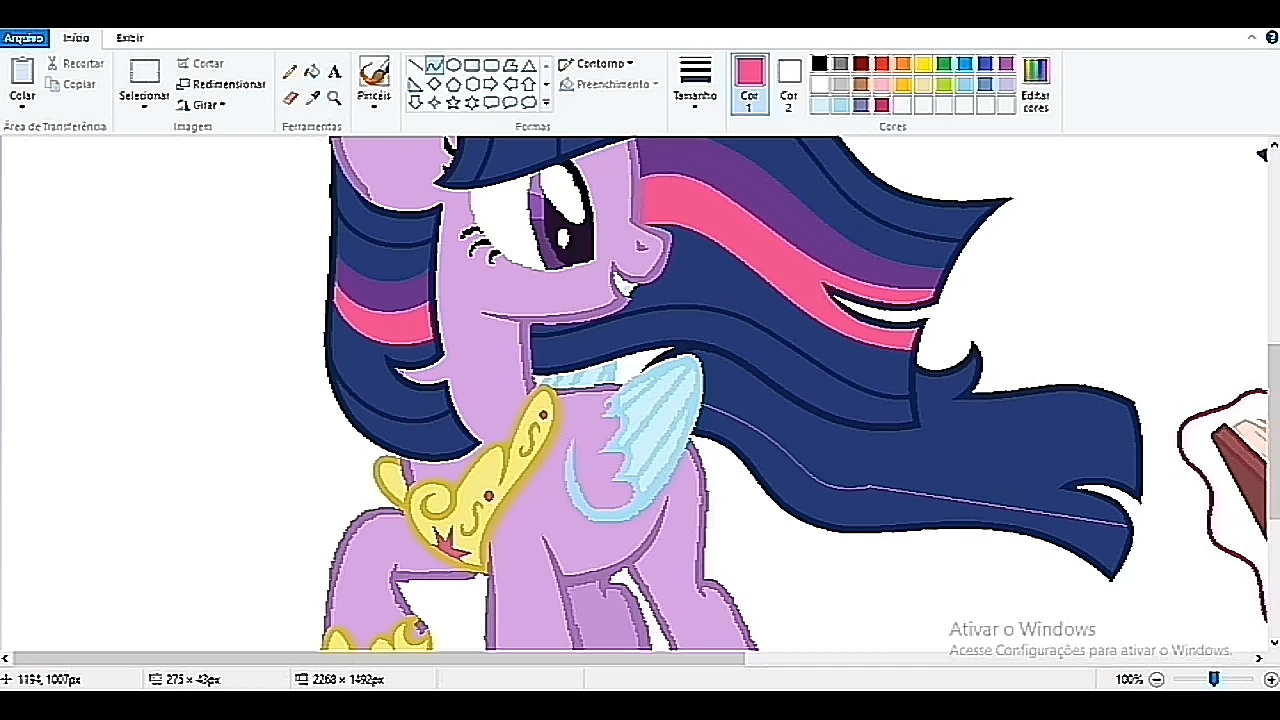 Arquivo Início Exibir
Colar
Recortar
Copiar
Área de Transferência
Selecionar
Cortar
Redimensionar
Girar
Imagem
A
Ferramentas
Pincéis
Contorno
Preenchimento
Formas
Tamanho
Cor 1
Cor 2
Editar cores
Cores
Ativar o Windows
Acesse Configurações para ativar o Windows.
1194, 1007px 275 × 43px 2268 × 1492px 100%